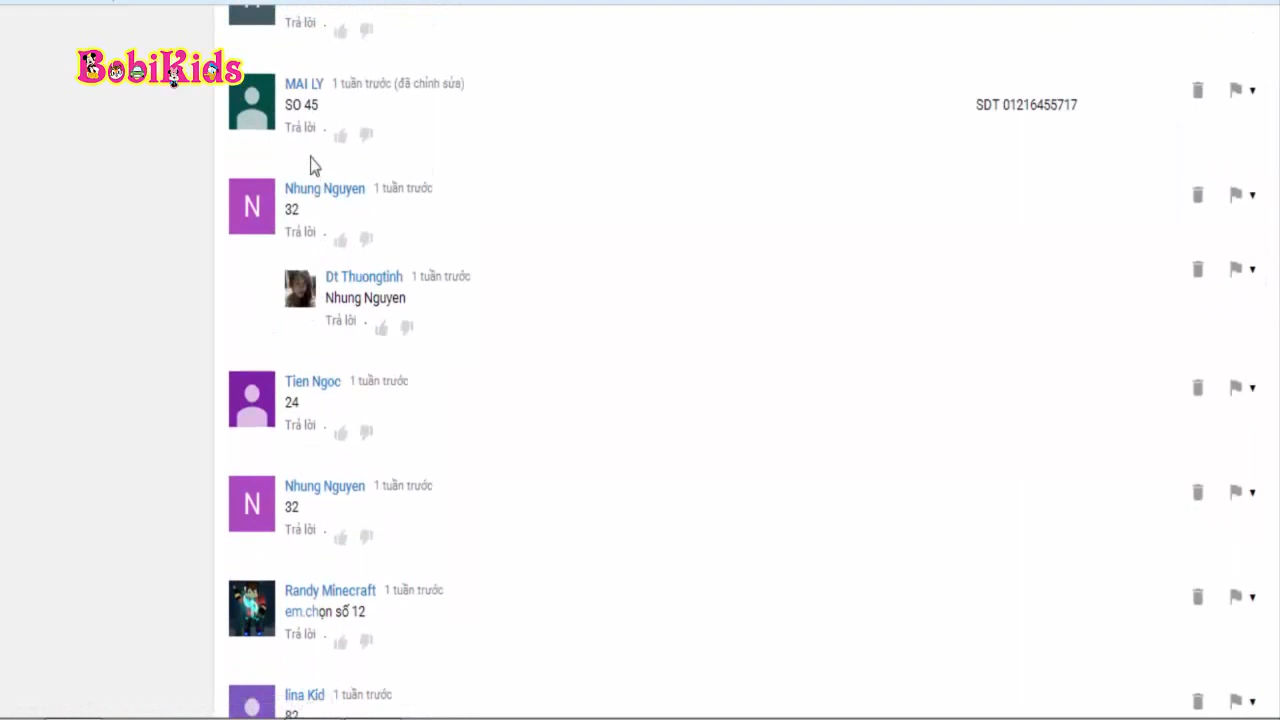 Trả lời .
BobiKids
MAI LY 1 tuần trước (đã chỉnh sửa)
SO 45 SDT 01216455717
Trả lời .
Nhung Nguyen 1 tuần trước
N
32
Trả lời .
Dt Thuongtinh 1 tuần trước
Nhung Nguyen
Trả lời .
Tien Ngoc 1 tuần trước
24
Trả lời .
Nhung Nguyen 1 tuần trước
N
32
Trả lời .
Randy Minecraft 1 tuần trước
em.chọn số 12
Trả lời .
lina Kid 1 tuần trước